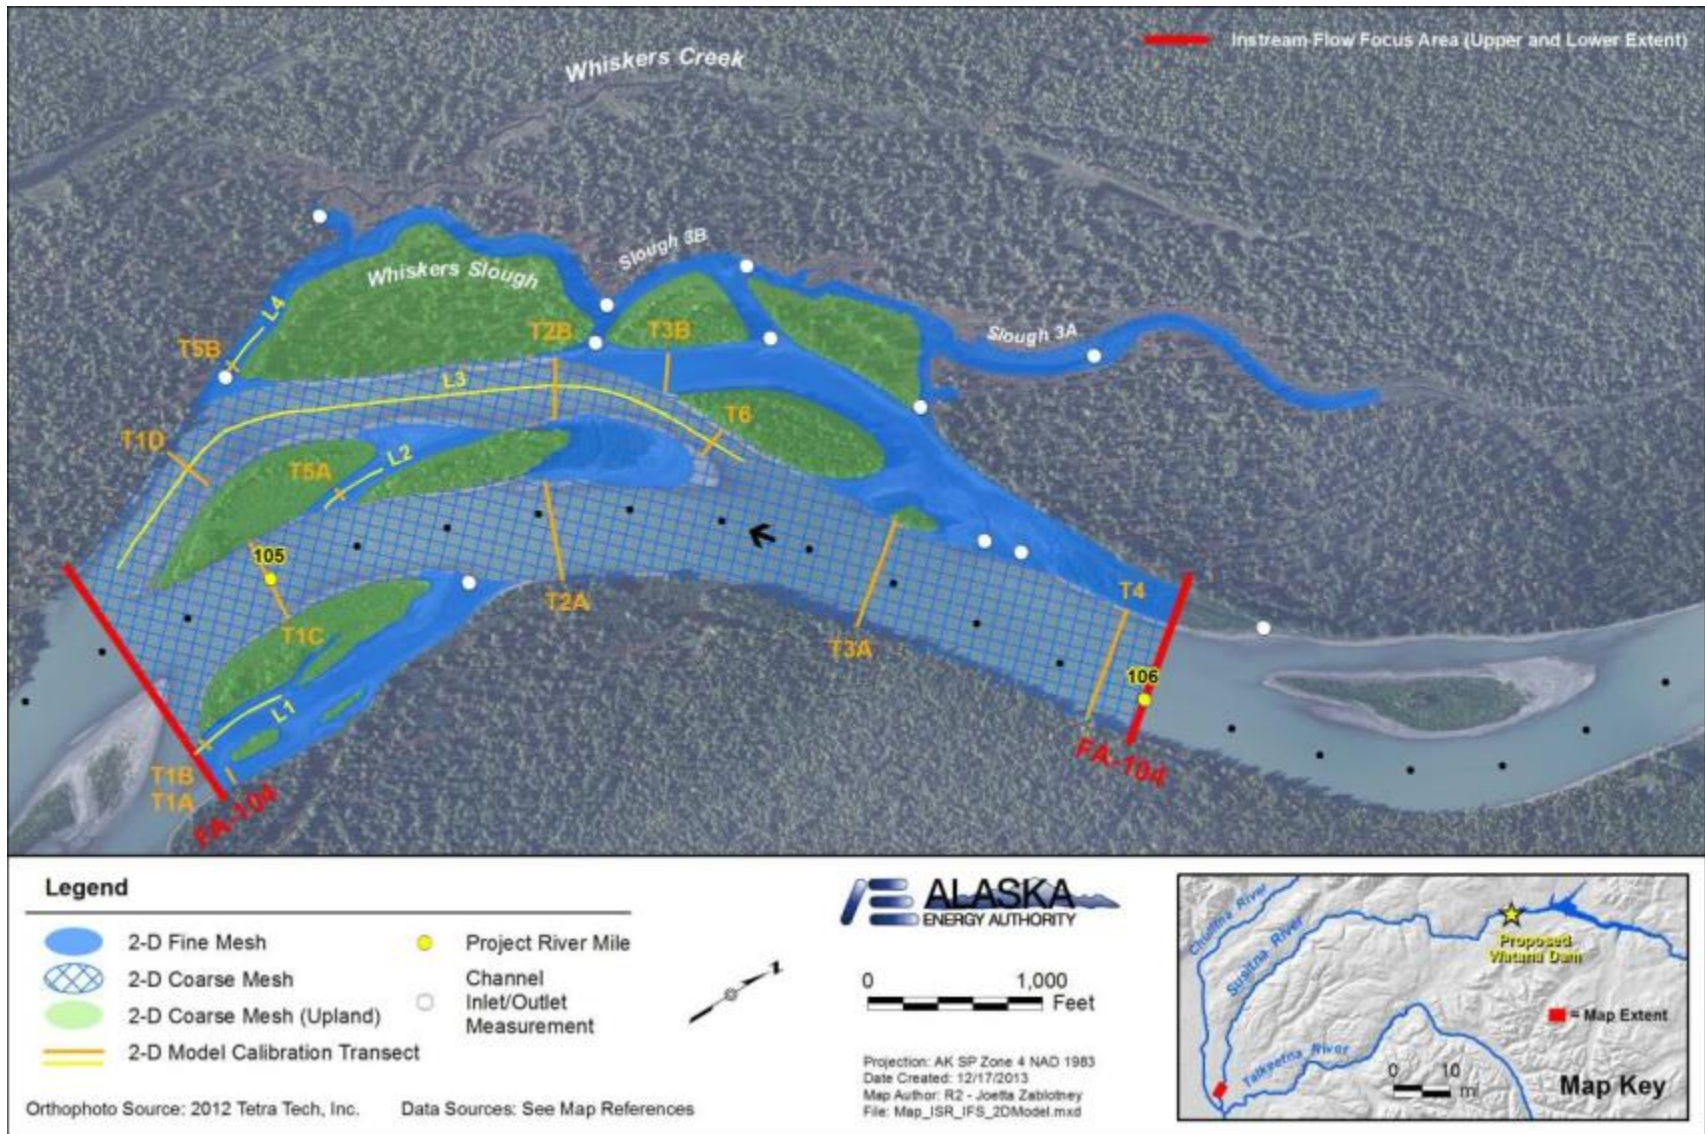 Instream Flow Focus Area (Upper and Lower Extent)
Whiskers Creek
Slough 3B
Whiskers Slough
Slough 3A
L4
T5B
T2B
T3B
L3
T6
T1D
T5A
L2
105
T1C
T2A
T3A
T4
106
L1
T1B
T1A
FA-104
FA-104
Legend
2-D Fine Mesh
2-D Coarse Mesh
2-D Coarse Mesh (Upland)
2-D Model Calibration Transect
Project River Mile
Channel
Inlet/Outlet
Measurement
Orthophoto Source: 2012 Tetra Tech, Inc.
Data Sources: See Map References
ALASKA
ENERGY AUTHORITY
0 1,000
Feet
Projection: AK SP Zone 4 NAD 1983
Date Created: 12/17/2013
Map Author: R2 - Joetta Zablotney
File: Map_ISR_IFS_2DModel.mxd
Chulitna River
Susitna River
Proposed
Watana Dam
= Map Extent
Talkeetna River
0 10
mi
Map Key